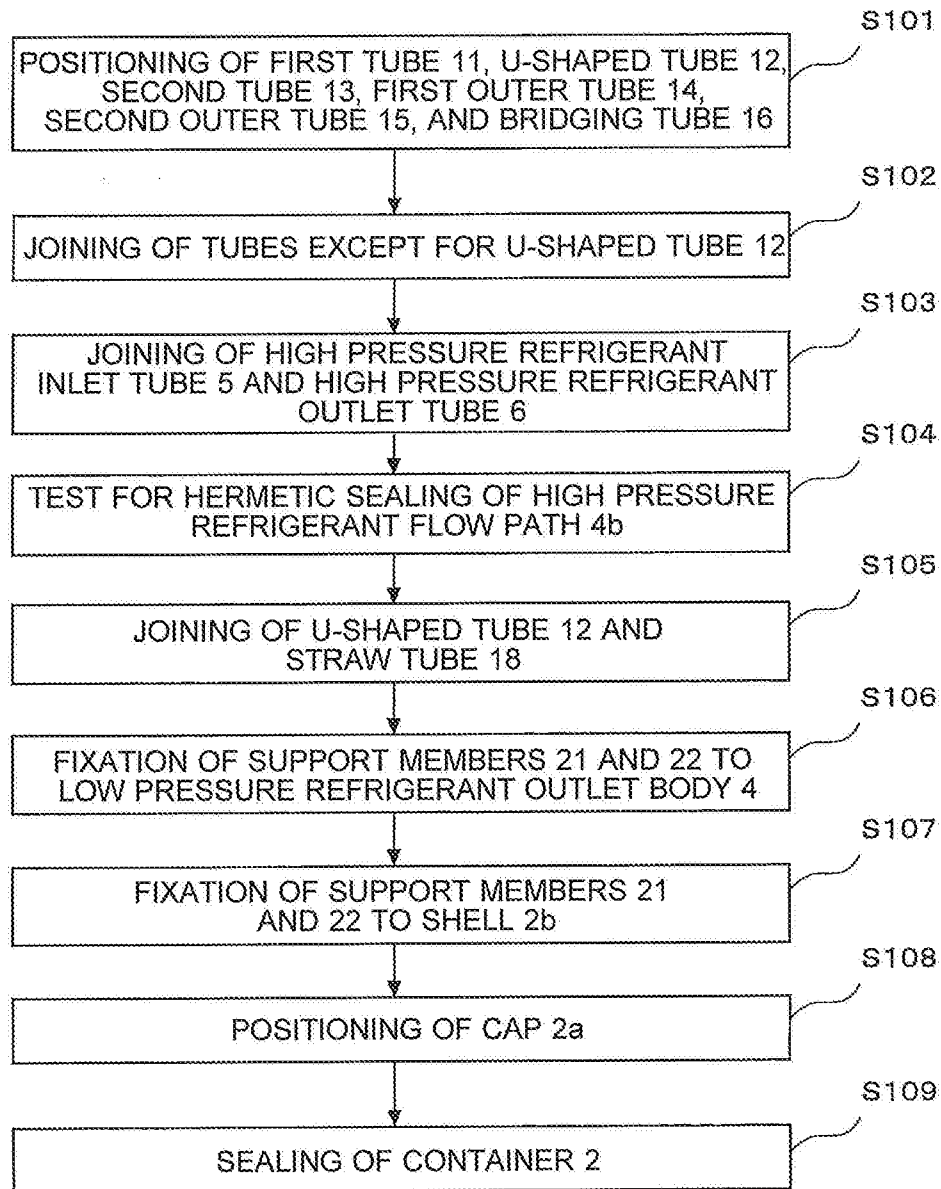 S101
POSITIONING OF FIRST TUBE 11, U-SHAPED TUBE 12,
SECOND TUBE 13, FIRST OUTER TUBE 14,
SECOND OUTER TUBE 15, AND BRIDGING TUBE 16
S102
JOINING OF TUBES EXCEPT FOR U-SHAPED TUBE 12
S103
JOINING OF HIGH PRESSURE REFRIGERANT
INLET TUBE 5 AND HIGH PRESSURE REFRIGERANT
OUTLET TUBE 6
S104
TEST FOR HERMETIC SEALING OF HIGH PRESSURE
REFRIGERANT FLOW PATH 4b
S105
JOINING OF U-SHAPED TUBE 12 AND
STRAW TUBE 18
S106
FIXATION OF SUPPORT MEMBERS 21 AND 22 TO
LOW PRESSURE REFRIGERANT OUTLET BODY 4
S107
FIXATION OF SUPPORT MEMBERS 21
AND 22 TO SHELL 2b
S108
POSITIONING OF CAP 2a
S109
SEALING OF CONTAINER 2